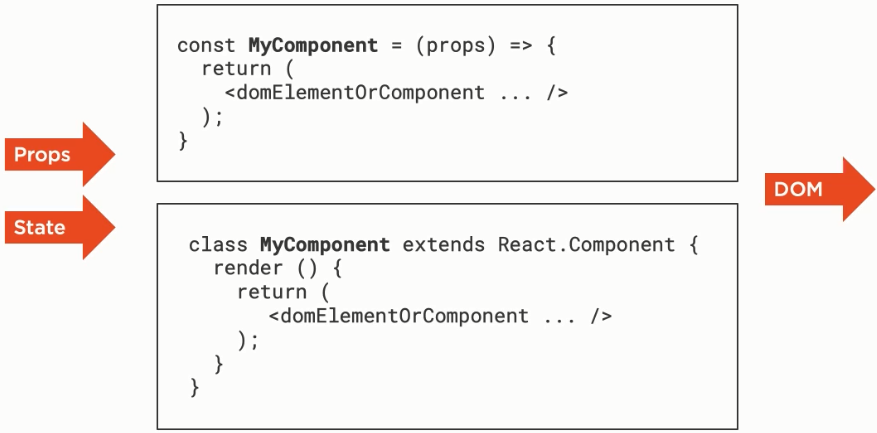 const MyComponent = (props) => {
return (
<domElementOrComponent ... />
);
}
Props
State
DOM
class MyComponent extends React.Component {
render () {
return (
<domElementOrComponent ... />
);
}
}